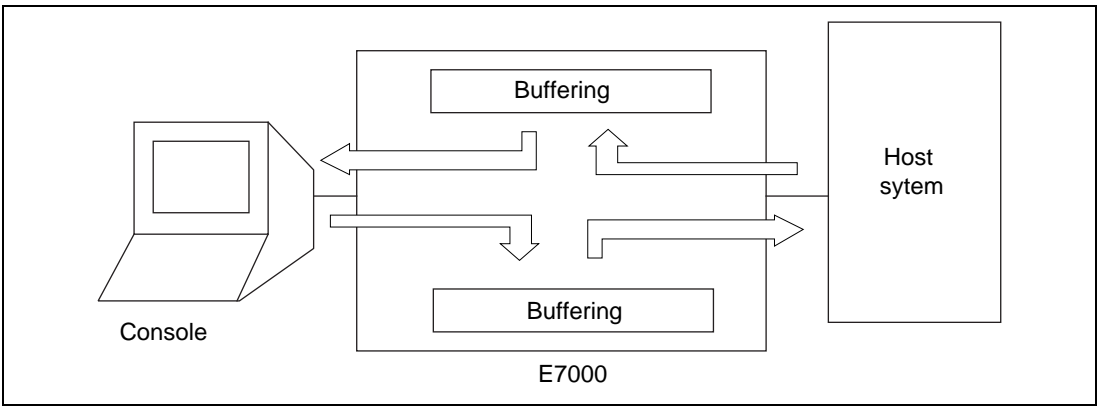 Buffering
Host
sytem
Buffering
Console
E7000